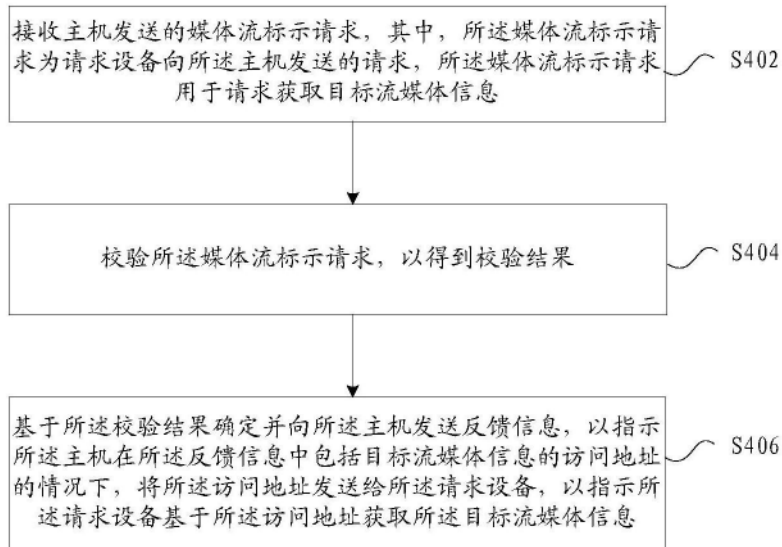 接收主机发送的媒体流标示请求，其中，所述媒体流标示请
求为请求设备向所述主机发送的请求，所述媒体流标示请求
用于请求获取目标流媒体信息
S402
校验所述媒体流标示请求，以得到校验结果
S404
基于所述校验结果确定并向所述主机发送反馈信息，以指示
所述主机在所述反馈信息中包括目标流媒体信息的访问地址
的情况下，将所述访问地址发送给所述请求设备，以指示所
述请求设备基于所述访问地址获取所述目标流媒体信息
S406